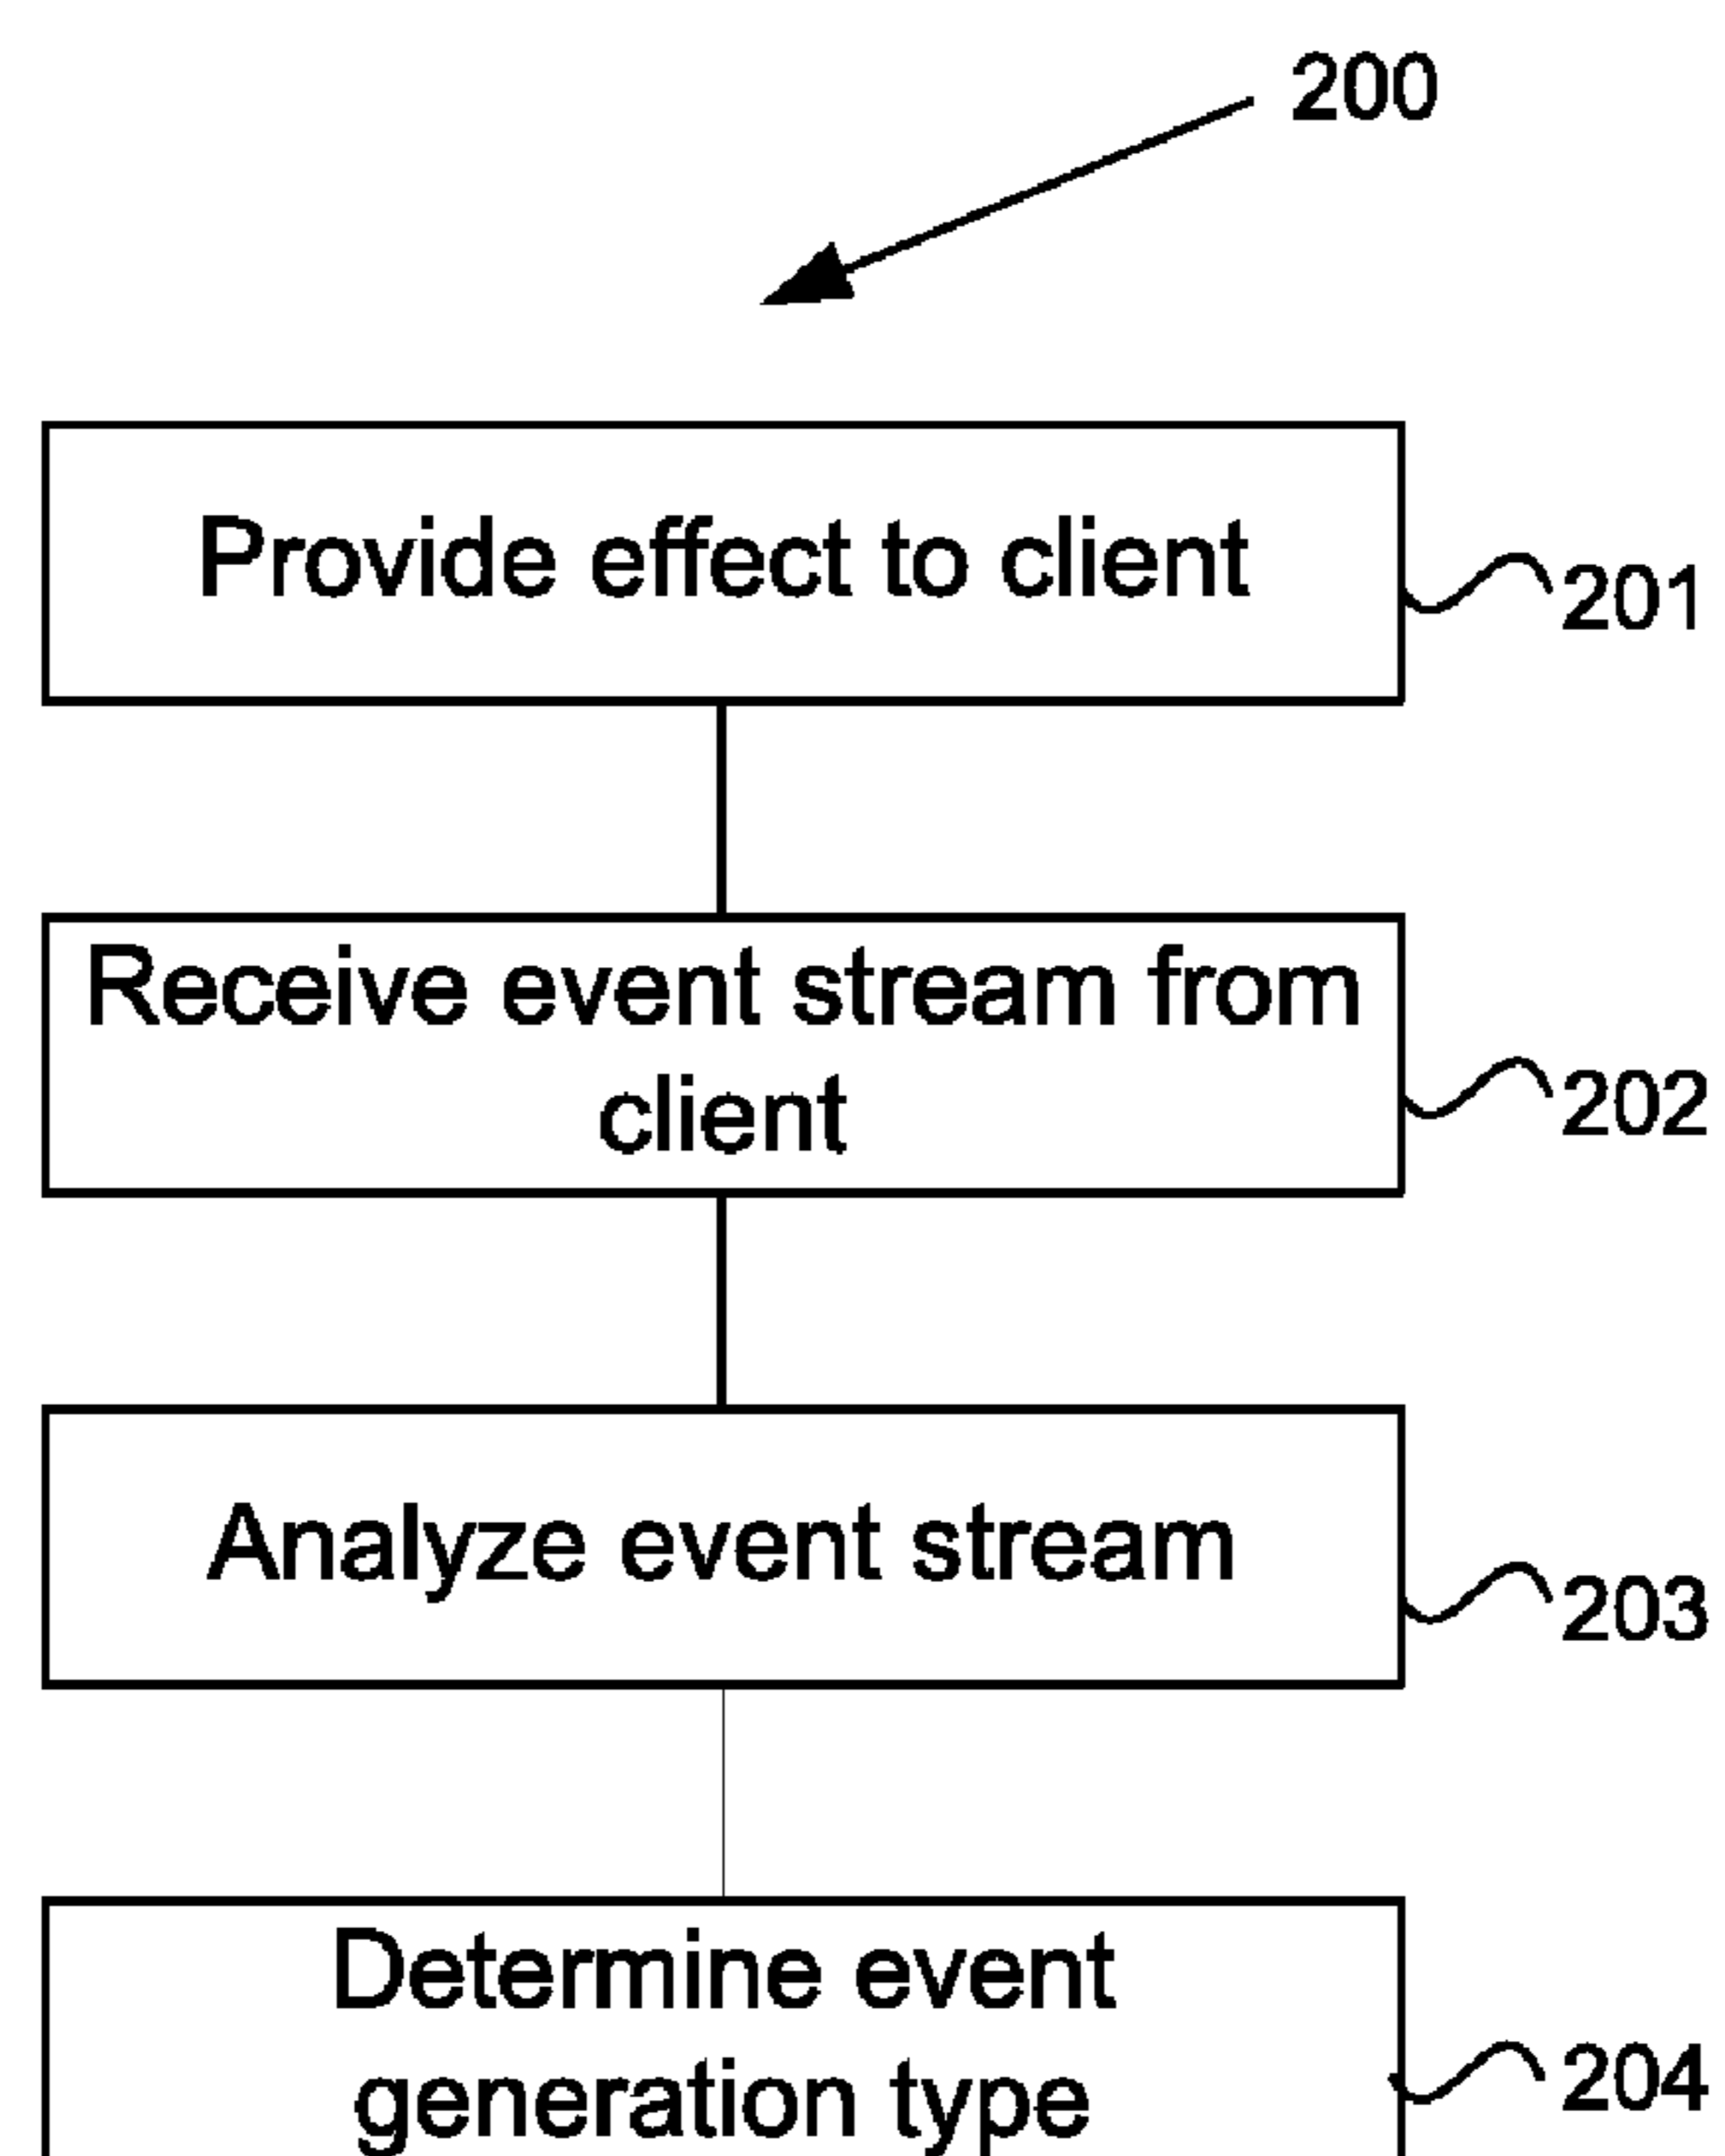 200
Provide effect to client
201
Receive event stream from
client
202
Analyze event stream
203
Determine event
generation type
204